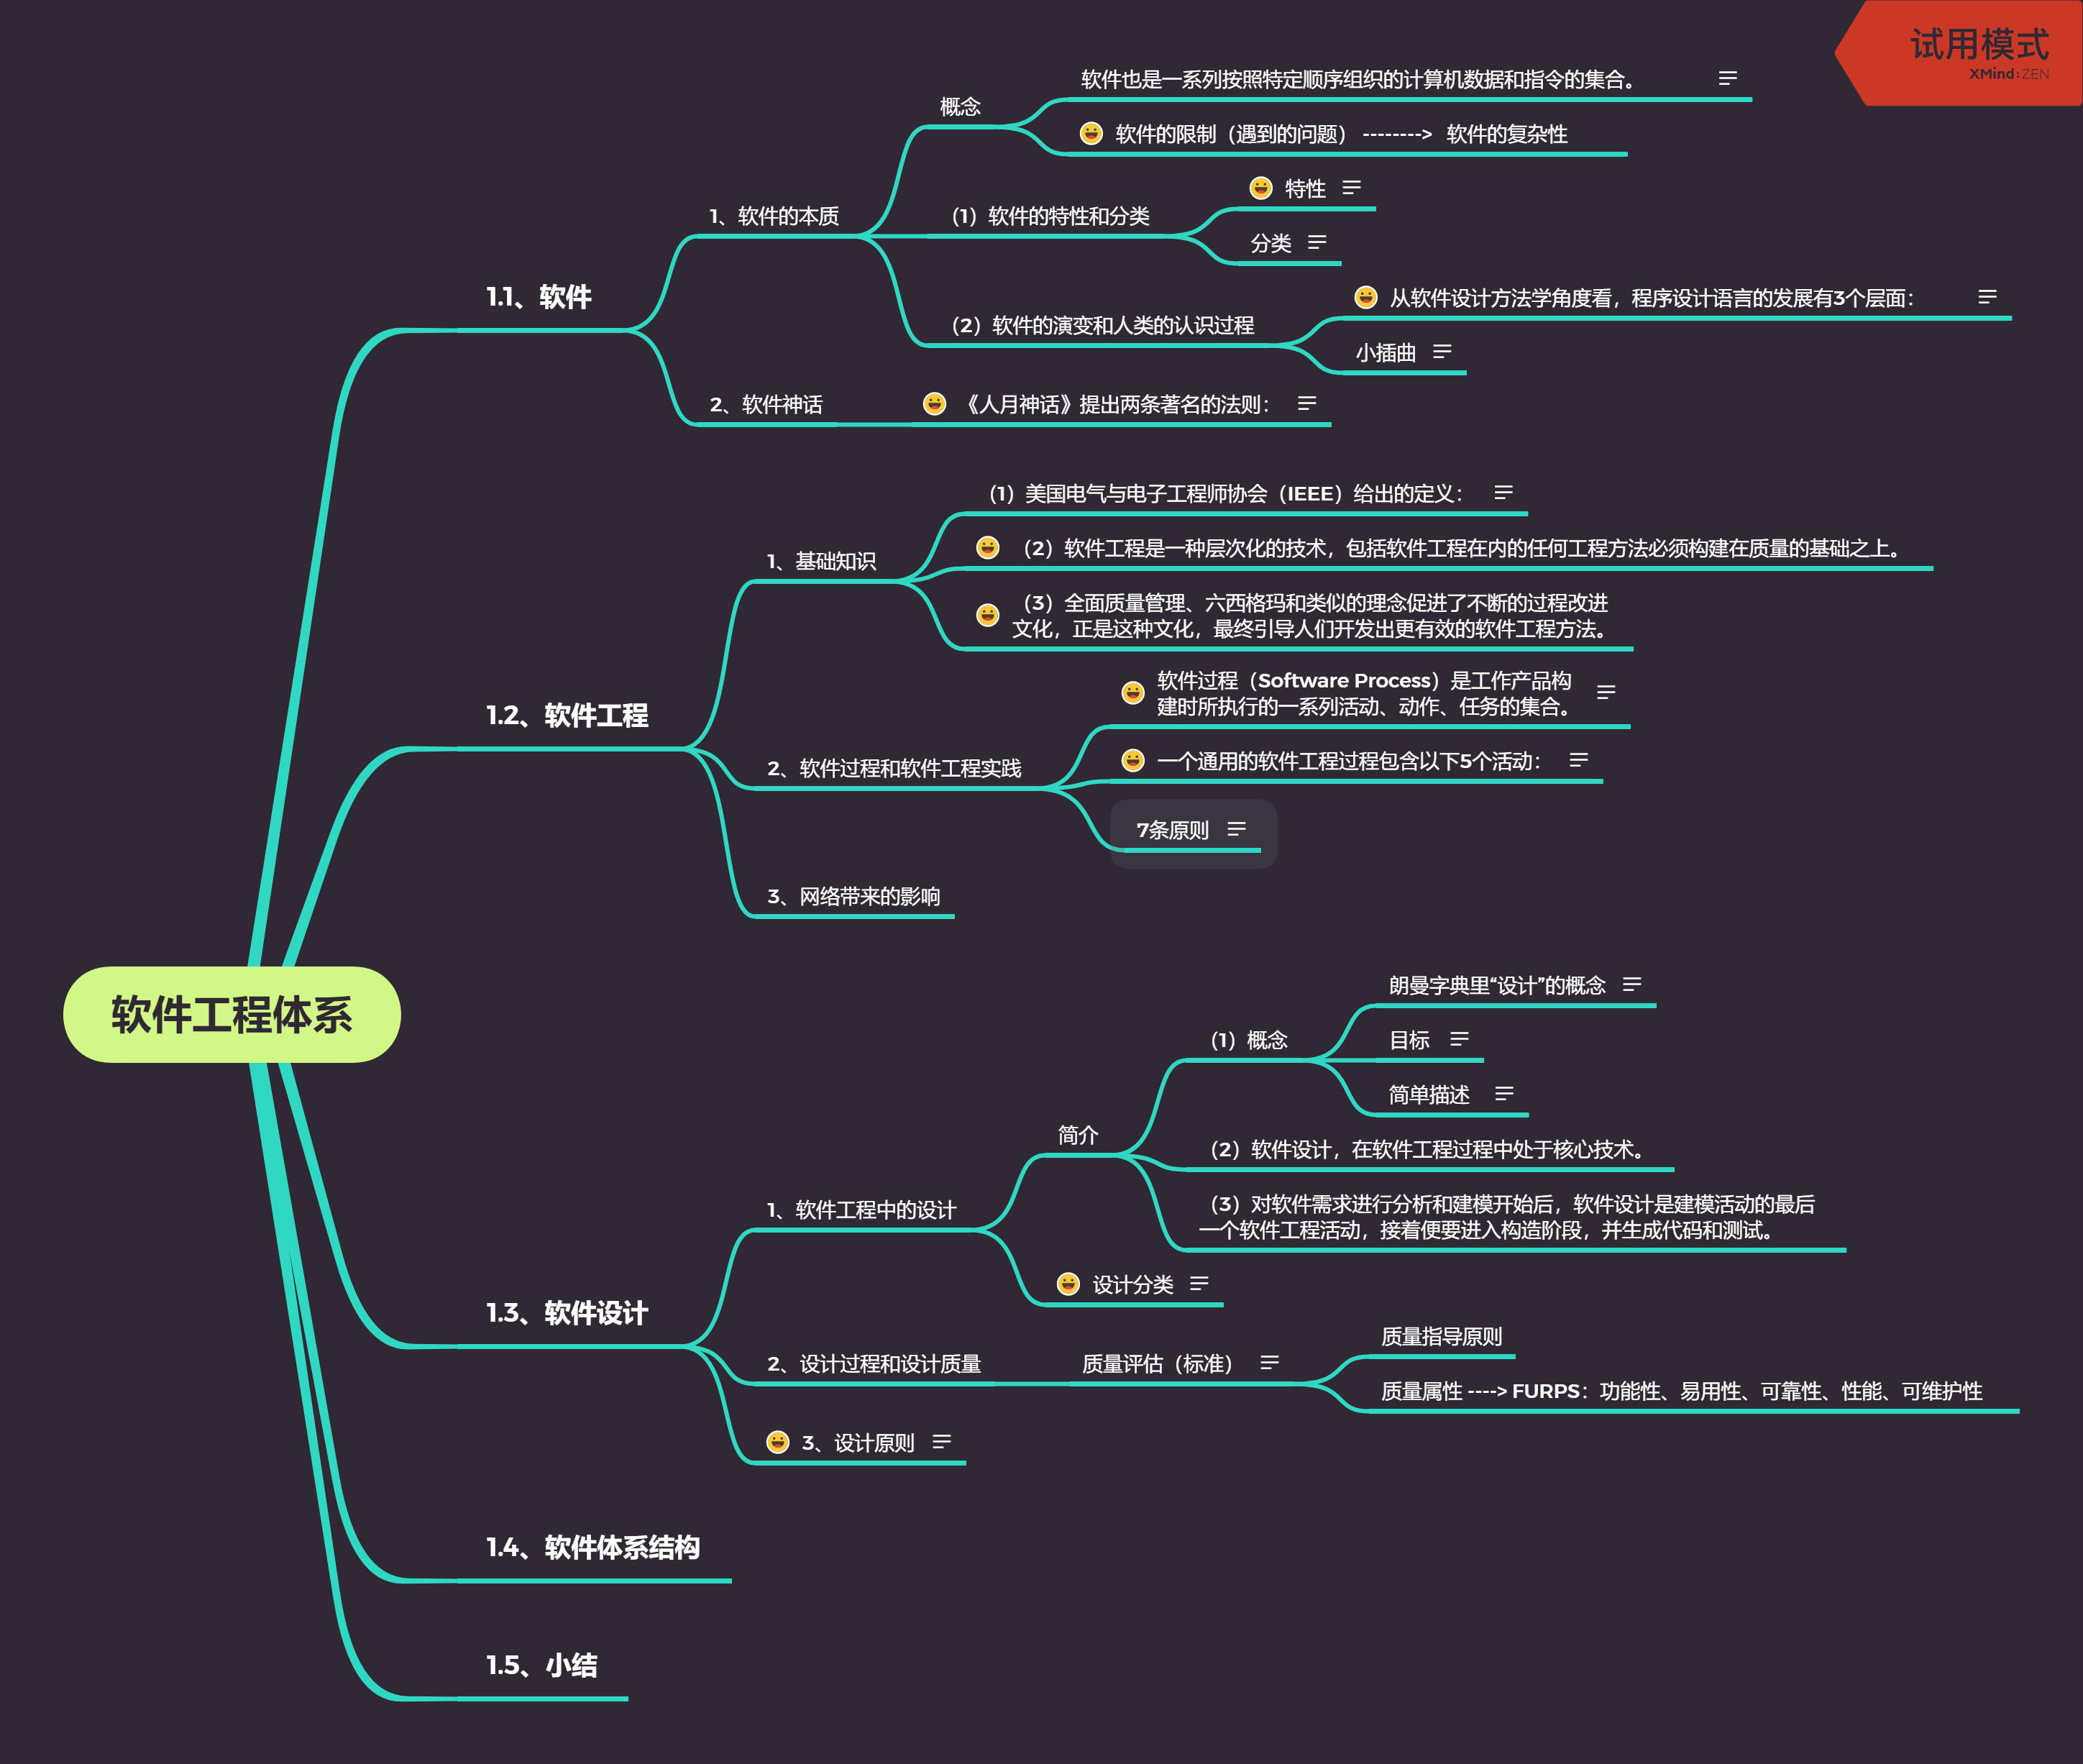 试用模式
XMind:ZEN
软件工程体系
1.1、软件
1、软件的本质
概念
软件也是一系列按照特定顺序组织的计算机数据和指令的集合。
软件的限制（遇到的问题） --------> 软件的复杂性
（1）软件的特性和分类
特性
分类
（2）软件的演变和人类的认识过程
从软件设计方法学角度看，程序设计语言的发展有3个层面：
小插曲
2、软件神话
《人月神话》提出两条著名的法则：
1.2、软件工程
1、基础知识
（1）美国电气与电子工程师协会（IEEE）给出的定义：
（2）软件工程是一种层次化的技术，包括软件工程在内的任何工程方法必须构建在质量的基础之上。
（3）全面质量管理、六西格玛和类似的理念促进了不断的过程改进
文化，正是这种文化，最终引导人们开发出更有效的软件工程方法。
2、软件过程和软件工程实践
软件过程（Software Process）是工作产品构
建时所执行的一系列活动、动作、任务的集合。
一个通用的软件工程过程包含以下5个活动：
7条原则
3、网络带来的影响
1.3、软件设计
1、软件工程中的设计
简介
（1）概念
朗曼字典里“设计”的概念
目标
简单描述
（2）软件设计，在软件工程过程中处于核心技术。
（3）对软件需求进行分析和建模开始后，软件设计是建模活动的最后
一个软件工程活动，接着便要进入构造阶段，并生成代码和测试。
设计分类
2、设计过程和设计质量
质量评估（标准）
质量指导原则
质量属性 ----> FURPS：功能性、易用性、可靠性、性能、可维护性
3、设计原则
1.4、软件体系结构
1.5、小结